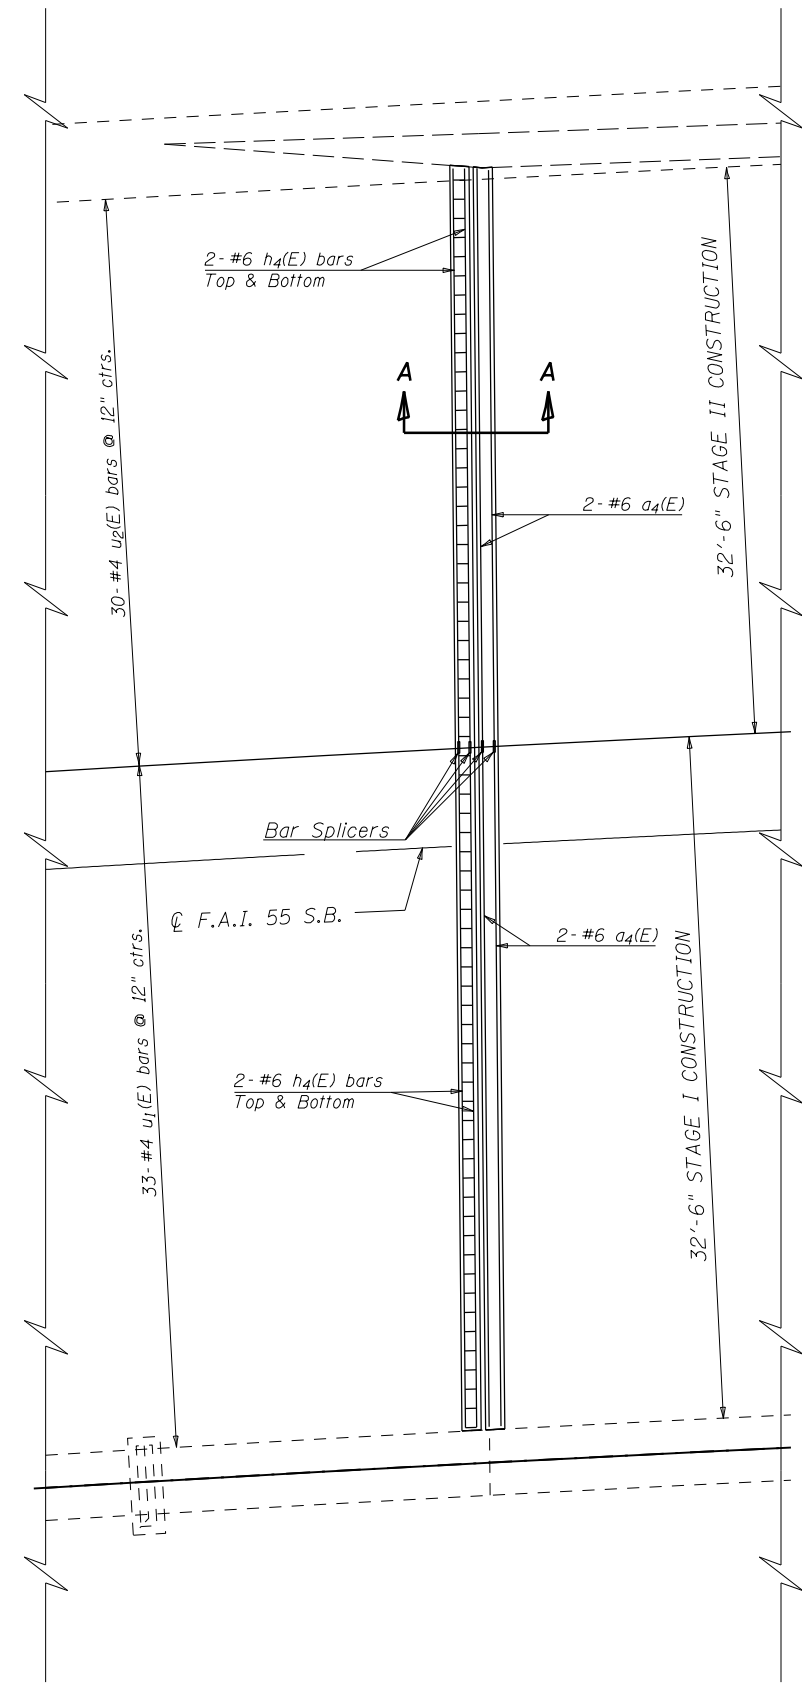 2-#6 h4(E) bars
Top & Bottom
A A
30-#4 u2(E) bars @ 12" ctrs.
32'-6" STAGE II CONSTRUCTION
2-#6 a4(E)
Bar Splicers
℄ F.A.I. 55 S.B.
2-#6 a4(E)
33-#4 u1(E) bars @ 12" ctrs.
32'-6" STAGE I CONSTRUCTION
2-#6 h4(E) bars
Top & Bottom